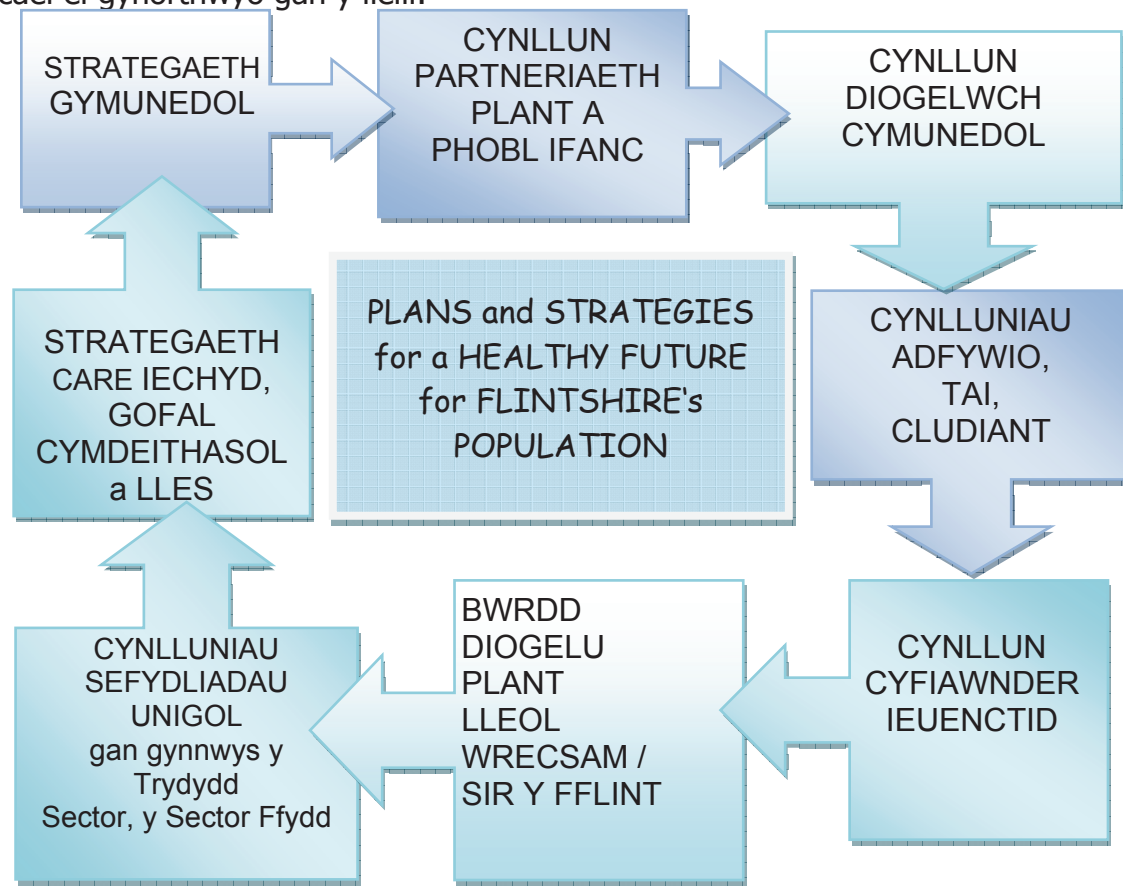 STRATEGAETH
GYMUNEDOL
CYNLLUN
PARTNERIAETH
PLANT A
PHOBL IFANC
CYNLLUN
DIOGELWCH
CYMUNEDOL
CYNLLUNIAU
ADFYWIO,
TAI,
CLUDIANT
CYNLLUN
CYFIAWNDER
IEUENCTID
BWRDD
DIOGELU
PLANT
LLEOL
WRECSAM /
SIR Y FFLINT
CYNLLUNIAU
SEFYDLIADAU
UNIGOL
gan gynnwys y
Trydydd
Sector, y Sector Ffydd
STRATEGAETH
CARE IECHYD,
GOFAL
CYMDEITHASOL
a LLES
PLANS and STRATEGIES
for a HEALTHY FUTURE
for FLINTSHIRE's
POPULATION